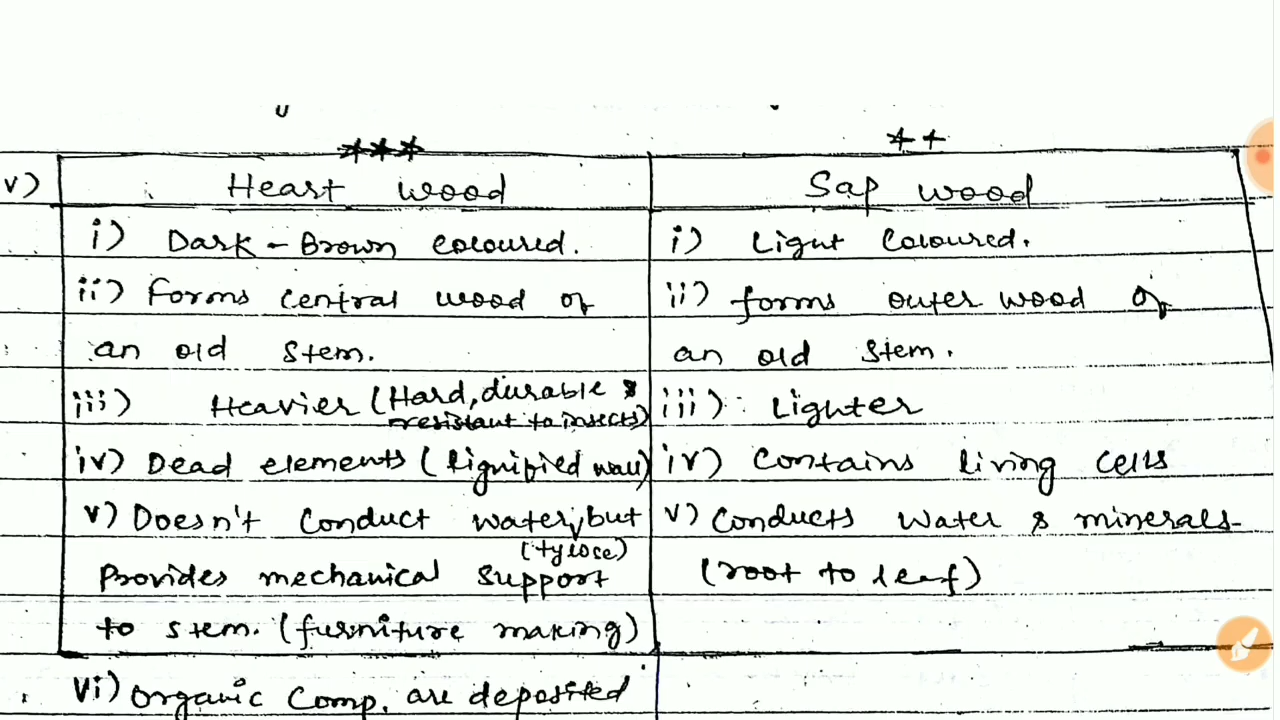 *** **
v) Heart wood Sap wood
i) Dark - Brown coloured. i) Light Coloured.
ii) Forms central wood of ii) forms outer wood of
an old stem. an old stem.
iii) Heavier (Hard, durable & iii) Lighter
resistant to insects)
iv) Dead elements (Lignified wall) iv) Contains living cells
v) Doesn't conduct water, but v) Conducts water & minerals-
(tylose)
Provides mechanical support (root to leaf)
to stem. (furniture making)
vi) Organic Comp. are deposited